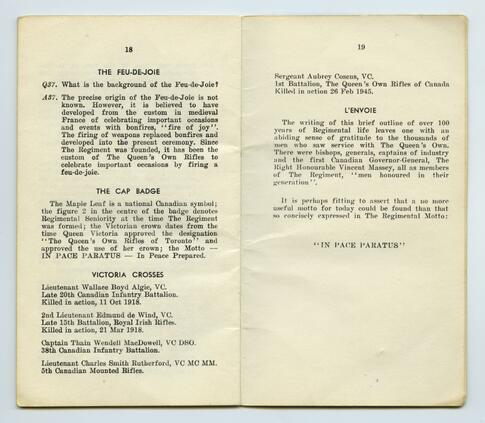 18
THE FEU-DE-JOIE
Q37. What is the background of the Feu-de-Joie?
A37. The precise origin of the Feu-de-Joie is not
known. However, it is believed to have
developed from the custom in medieval
France of celebrating important occasions
and events with bonfires, "fire of joy".
The firing of weapons replaced bonfires and
developed into the present ceremony. Since
The Regiment was founded, it has been the
custom of The Queen's Own Rifles to
celebrate important occasions by firing a
feu-de-joie.
THE CAP BADGE
The Maple Leaf is a national Canadian symbol;
the figure 2 in the centre of the badge denotes
Regimental Seniority at the time The Regiment
was formed; the Victorian crown dates from the
time Queen Victoria approved the designation
"The Queen's Own Rifles of Toronto" and
approved the use of her crown; the Motto —
IN PACE PARATUS — In Peace Prepared.
VICTORIA CROSSES
Lieutenant Wallace Boyd Algie, VC.
Late 20th Canadian Infantry Battalion.
Killed in action, 11 Oct 1918.
2nd Lieutenant Edmund de Wind, VC.
Late 15th Battalion, Royal Irish Rifles.
Killed in action, 21 Mar 1918.
Captain Thain Wendell MacDowell, VC DSO.
38th Canadian Infantry Battalion.
Lieutenant Charles Smith Rutherford, VC MC MM.
5th Canadian Mounted Rifles.
19
Sergeant Aubrey Cosens, VC.
1st Battalion, The Queen's Own Rifles of Canada
Killed in action 26 Feb 1945.
L'ENVOIE
The writing of this brief outline of over 100
years of Regimental life leaves one with an
abiding sense of gratitude to the thousands of
men who saw service with The Queen's Own.
There were bishops, generals, captains of industry
and the first Canadian Governor-General, The
Right Honourable Vincent Massey, all as members
of The Regiment, "men honoured in their
generation".
It is perhaps fitting to assert that a no more
useful motto for today could be found than that
so concisely expressed in The Regimental Motto:
"IN PACE PARATUS"